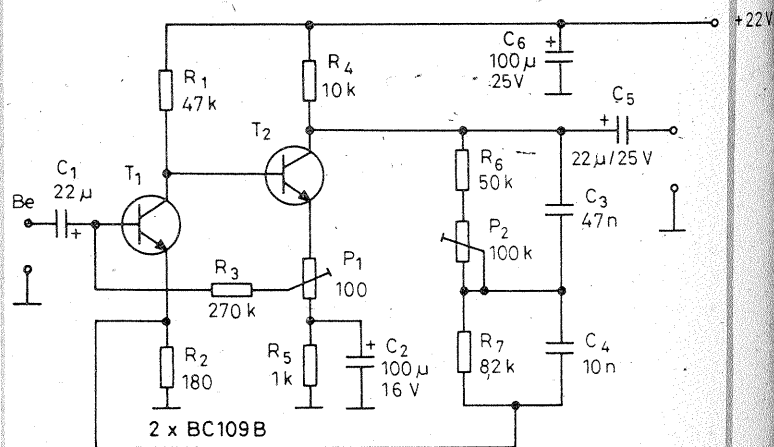 +22V
C6
100µ
25V
R1
47k
R4
10k
C5
22µ/25V
T2
T1
C1
22µ
Be
R6
50k
C3
47n
P2
100k
R3
270k
P1
100
R2
180
R5
1k
C2
100µ
16V
R7
8,2k
C4
10n
2 x BC109B